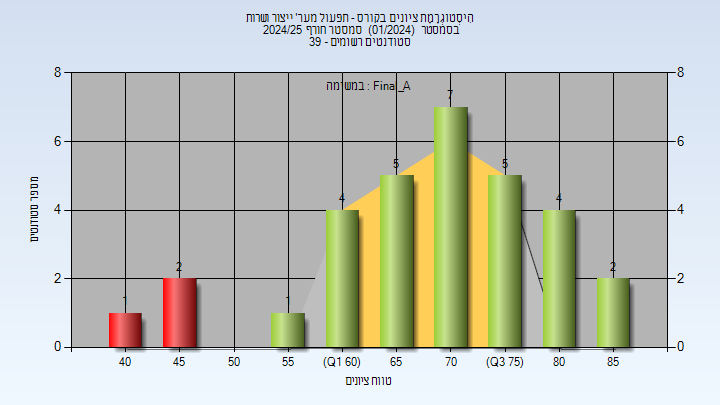 היסטוגרמת ציונים בקורס - תפעול מער' ייצור ושרות
בסמסטר (01/2024) סמסטר חורף 2024/25
סטודנטים רשומים - 39
במשימה : Final_A
מספר סטודנטים
8 6 4 2 0
8 6 4 2 0
1 2 1 4 5 7 5 4 2
40 45 50 55 (Q1 60) 65 70 (Q3 75) 80 85
טווח ציונים